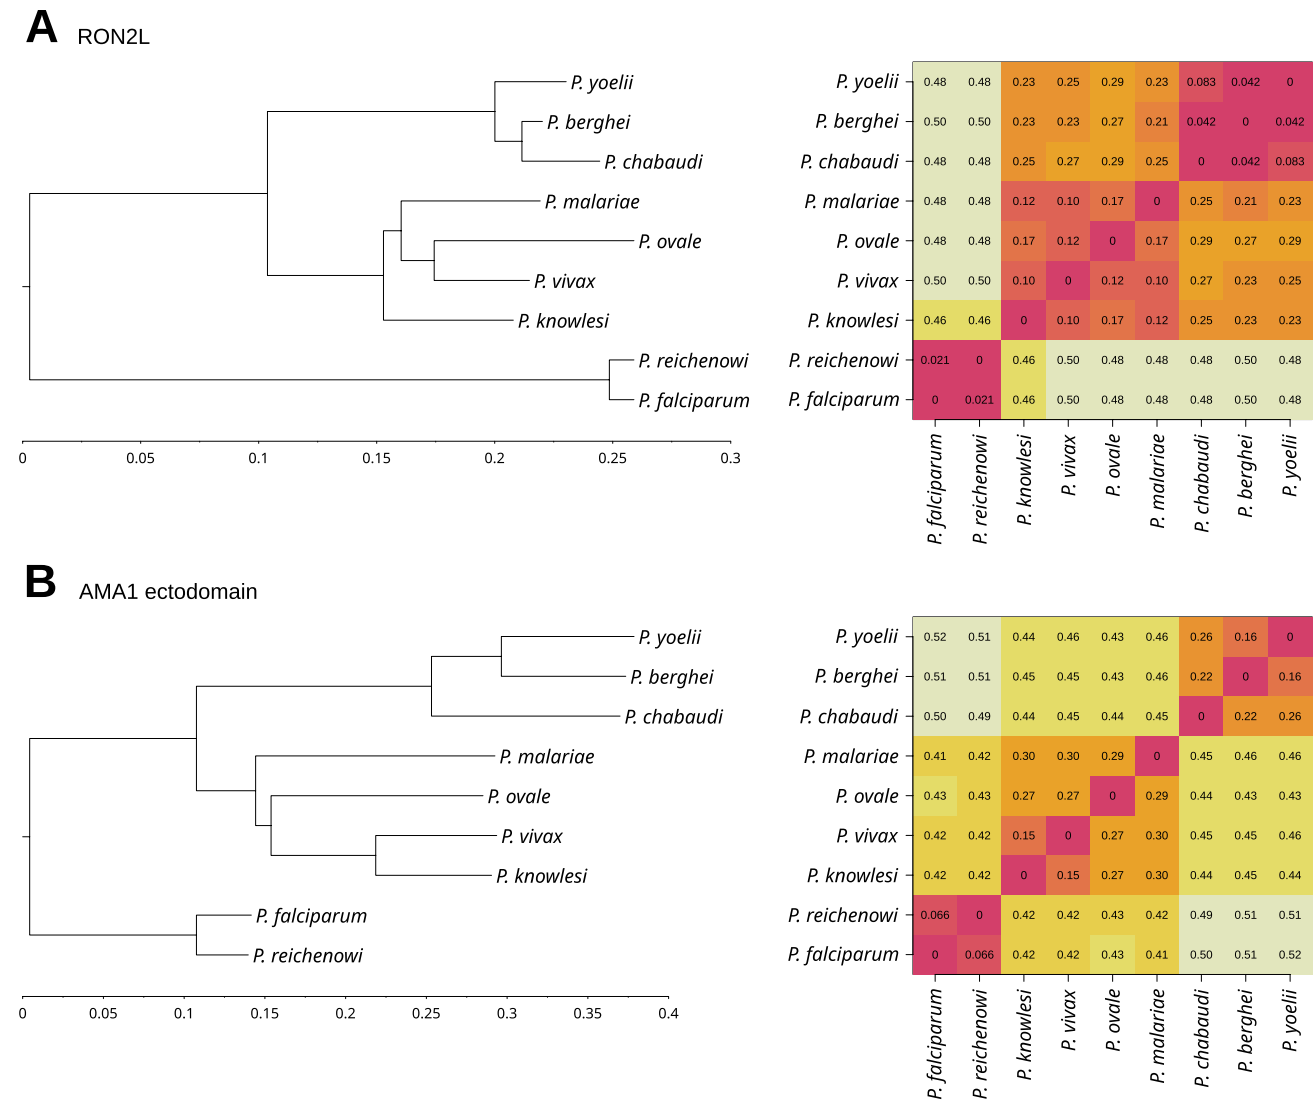 A RON2L
P. yoelii
P. berghei
P. chabaudi
P. malariae
P. ovale
P. vivax
P. knowlesi
P. reichenowi
P. falciparum
0 0.05 0.1 0.15 0.2 0.25 0.3
P. yoelii 0.48 0.48 0.23 0.25 0.29 0.23 0.083 0.042 0
P. berghei 0.50 0.50 0.23 0.23 0.27 0.21 0.042 0 0.042
P. chabaudi 0.48 0.48 0.25 0.27 0.29 0.25 0 0.042 0.083
P. malariae 0.48 0.48 0.12 0.10 0.17 0 0.25 0.21 0.23
P. ovale 0.48 0.48 0.17 0.12 0 0.17 0.29 0.27 0.29
P. vivax 0.50 0.50 0.10 0 0.12 0.10 0.27 0.23 0.25
P. knowlesi 0.46 0.46 0 0.10 0.17 0.12 0.25 0.23 0.23
P. reichenowi 0.021 0 0.46 0.50 0.48 0.48 0.48 0.50 0.48
P. falciparum 0 0.021 0.46 0.50 0.48 0.48 0.48 0.50 0.48
P. falciparum
P. reichenowi
P. knowlesi
P. vivax
P. ovale
P. malariae
P. chabaudi
P. berghei
P. yoelii
B AMA1 ectodomain
P. yoelii
P. berghei
P. chabaudi
P. malariae
P. ovale
P. vivax
P. knowlesi
P. falciparum
P. reichenowi
0 0.05 0.1 0.15 0.2 0.25 0.3 0.35 0.4
P. yoelii 0.52 0.51 0.44 0.46 0.43 0.46 0.26 0.16 0
P. berghei 0.51 0.51 0.45 0.45 0.43 0.46 0.22 0 0.16
P. chabaudi 0.50 0.49 0.44 0.45 0.44 0.45 0 0.22 0.26
P. malariae 0.41 0.42 0.30 0.30 0.29 0 0.45 0.46 0.46
P. ovale 0.43 0.43 0.27 0.27 0 0.29 0.44 0.43 0.43
P. vivax 0.42 0.42 0.15 0 0.27 0.30 0.45 0.45 0.46
P. knowlesi 0.42 0.42 0 0.15 0.27 0.30 0.44 0.45 0.44
P. reichenowi 0.066 0 0.42 0.42 0.43 0.42 0.49 0.51 0.51
P. falciparum 0 0.066 0.42 0.42 0.43 0.41 0.50 0.51 0.52
P. falciparum
P. reichenowi
P. knowlesi
P. vivax
P. ovale
P. malariae
P. chabaudi
P. berghei
P. yoelii